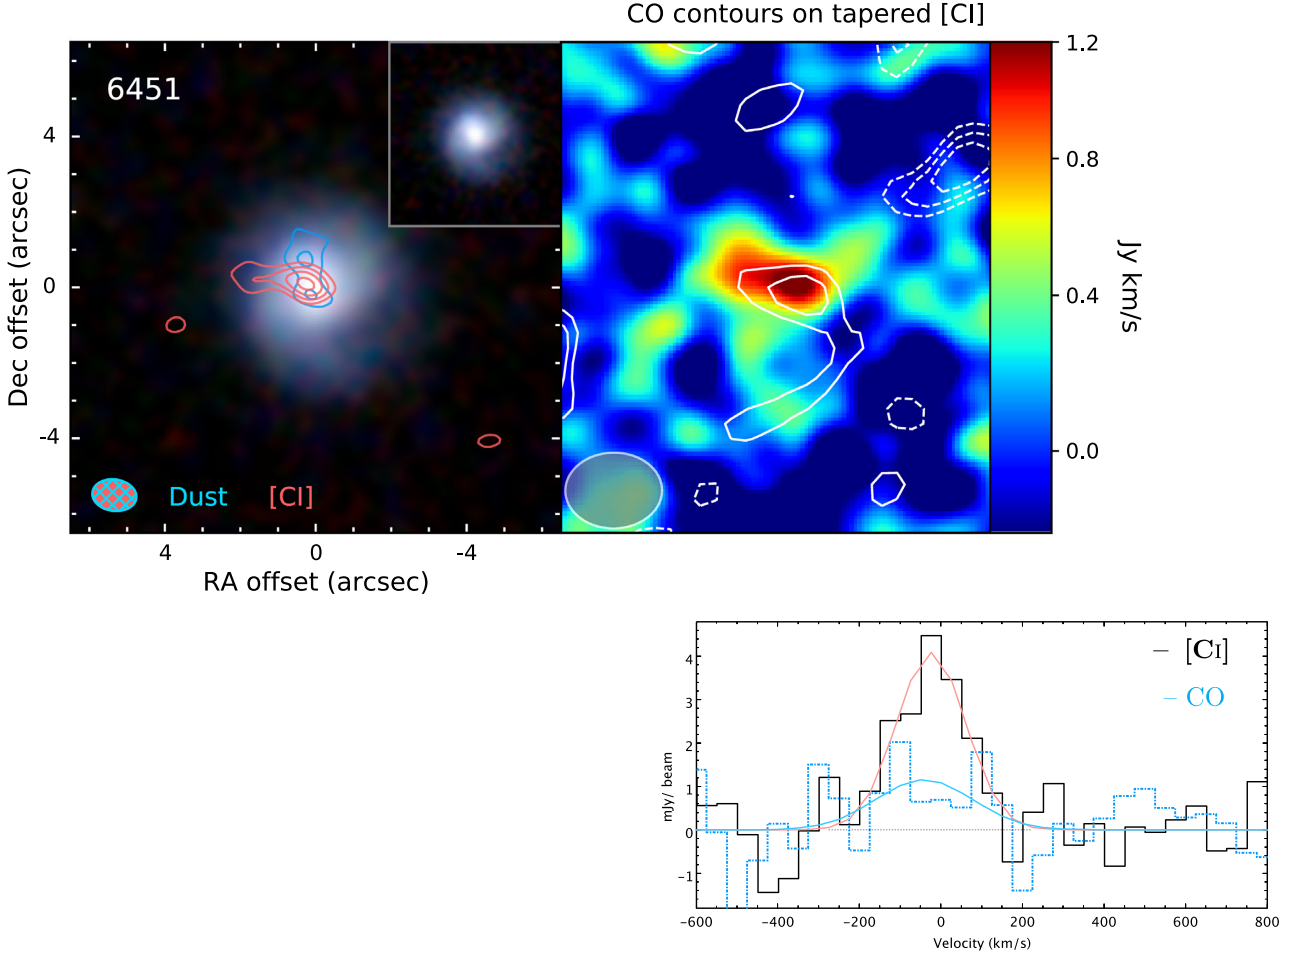 CO contours on tapered [CI]
6451
4
0
-4
Dec offset (arcsec)
Dust [CI]
4 0 -4
RA offset (arcsec)
1.2
0.8
0.4
0.0
Jy km/s
[CI]
CO
4
3
2
1
0
-1
mJy/ beam
-600 -400 -200 0 200 400 600 800
Velocity (km/s)